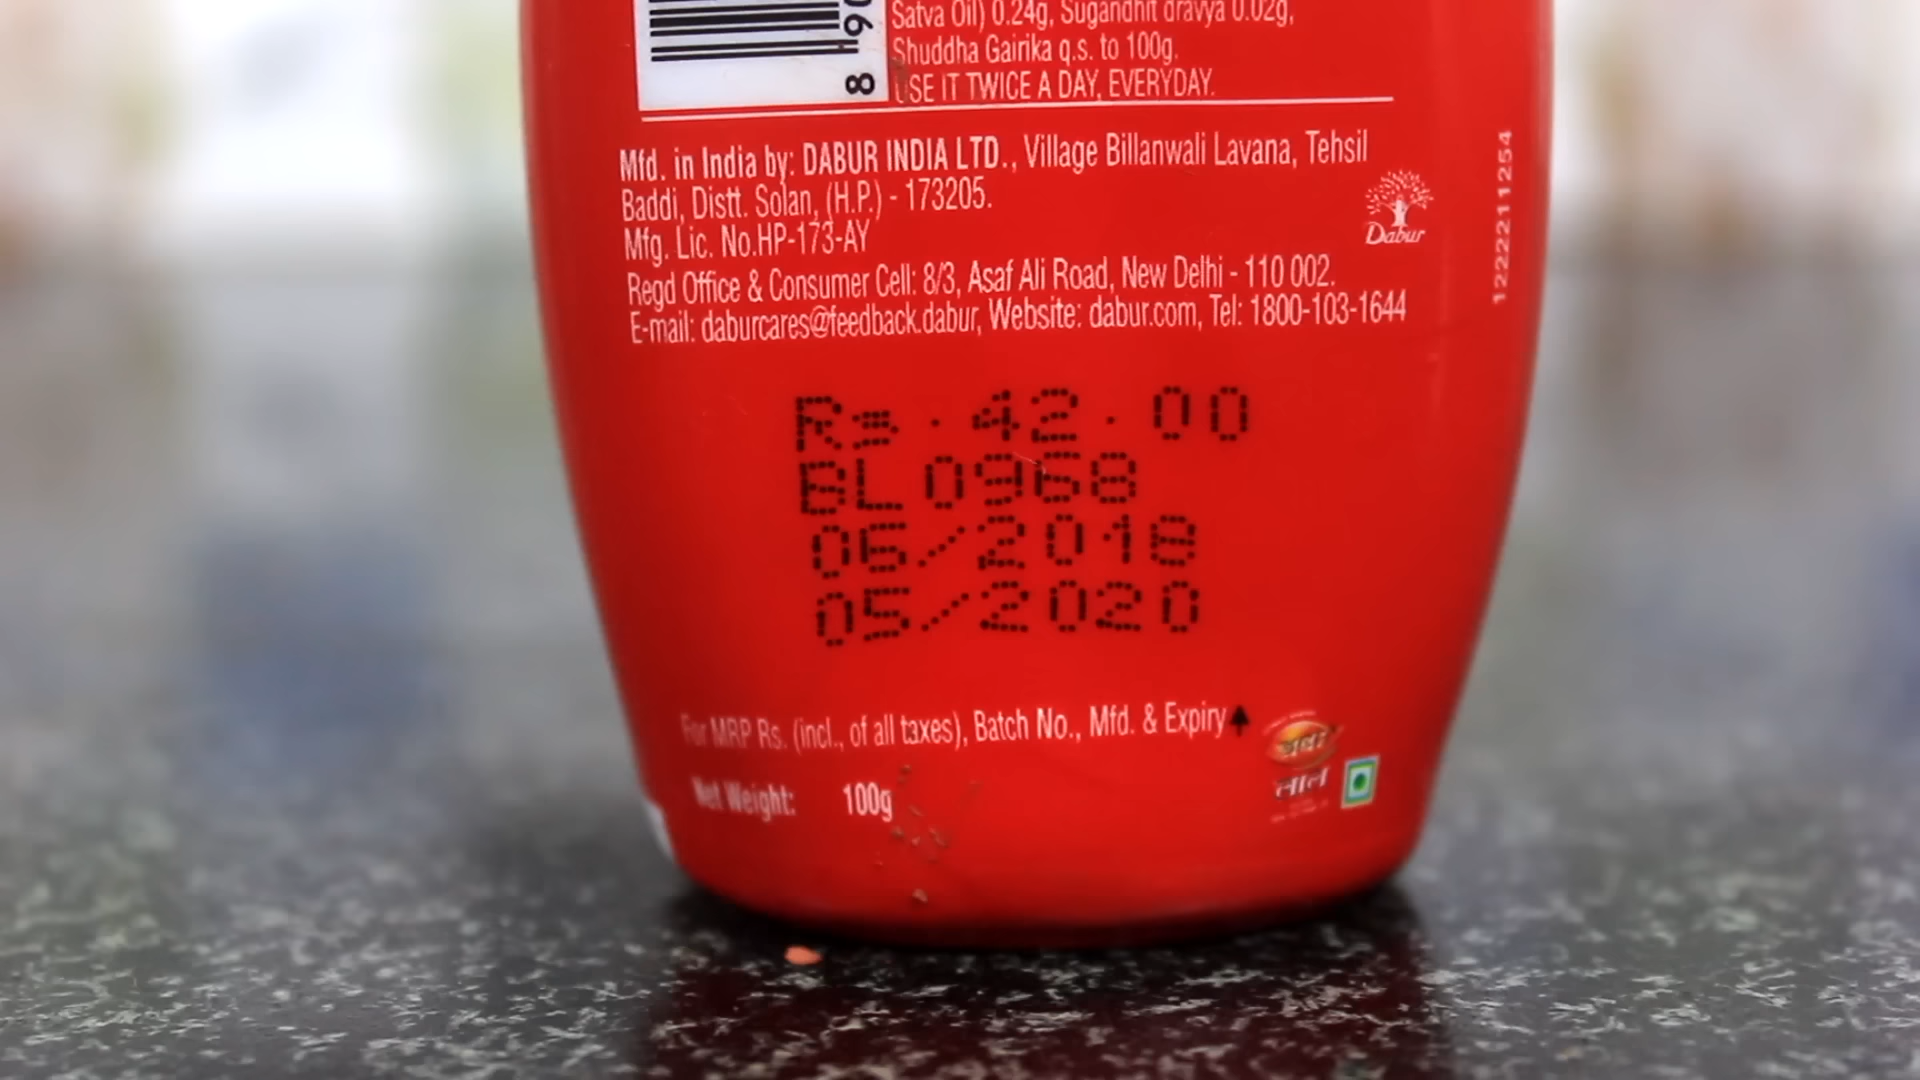 Satva Oil) 0.24g, Sugandhit dravya 0.02g,
Shuddha Gairika q.s. to 100g.
USE IT TWICE A DAY, EVERYDAY.
8 90
Mfd. in India by: DABUR INDIA LTD., Village Billanwali Lavana, Tehsil
Baddi, Distt. Solan, (H.P.) - 173205.
Mfg. Lic. No.HP-173-AY
Dabur
Regd Office & Consumer Cell: 8/3, Asaf Ali Road, New Delhi - 110 002.
E-mail: daburcares@feedback.dabur, Website: dabur.com, Tel: 1800-103-1644
1222211254
Rs.42.00
BL0968
06/2018
05/2020
For MRP Rs. (incl., of all taxes), Batch No., Mfd. & Expiry
डाबर
लाल
Net Weight: 100g